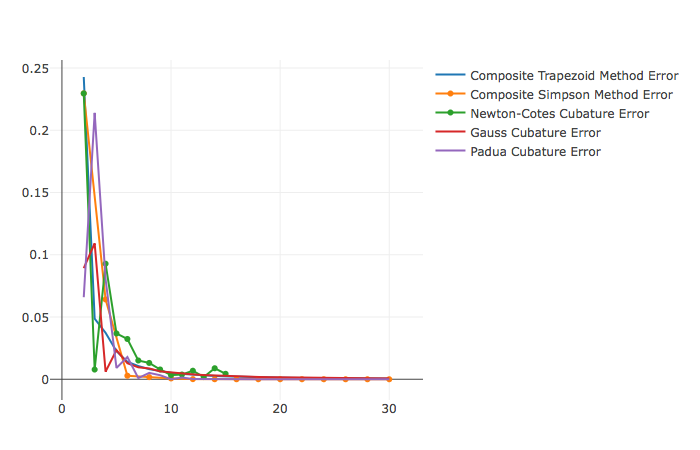 0.25
0.2
0.15
0.1
0.05
0
0
10
20
30
Composite Trapezoid Method Error
Composite Simpson Method Error
Newton-Cotes Cubature Error
Gauss Cubature Error
Padua Cubature Error